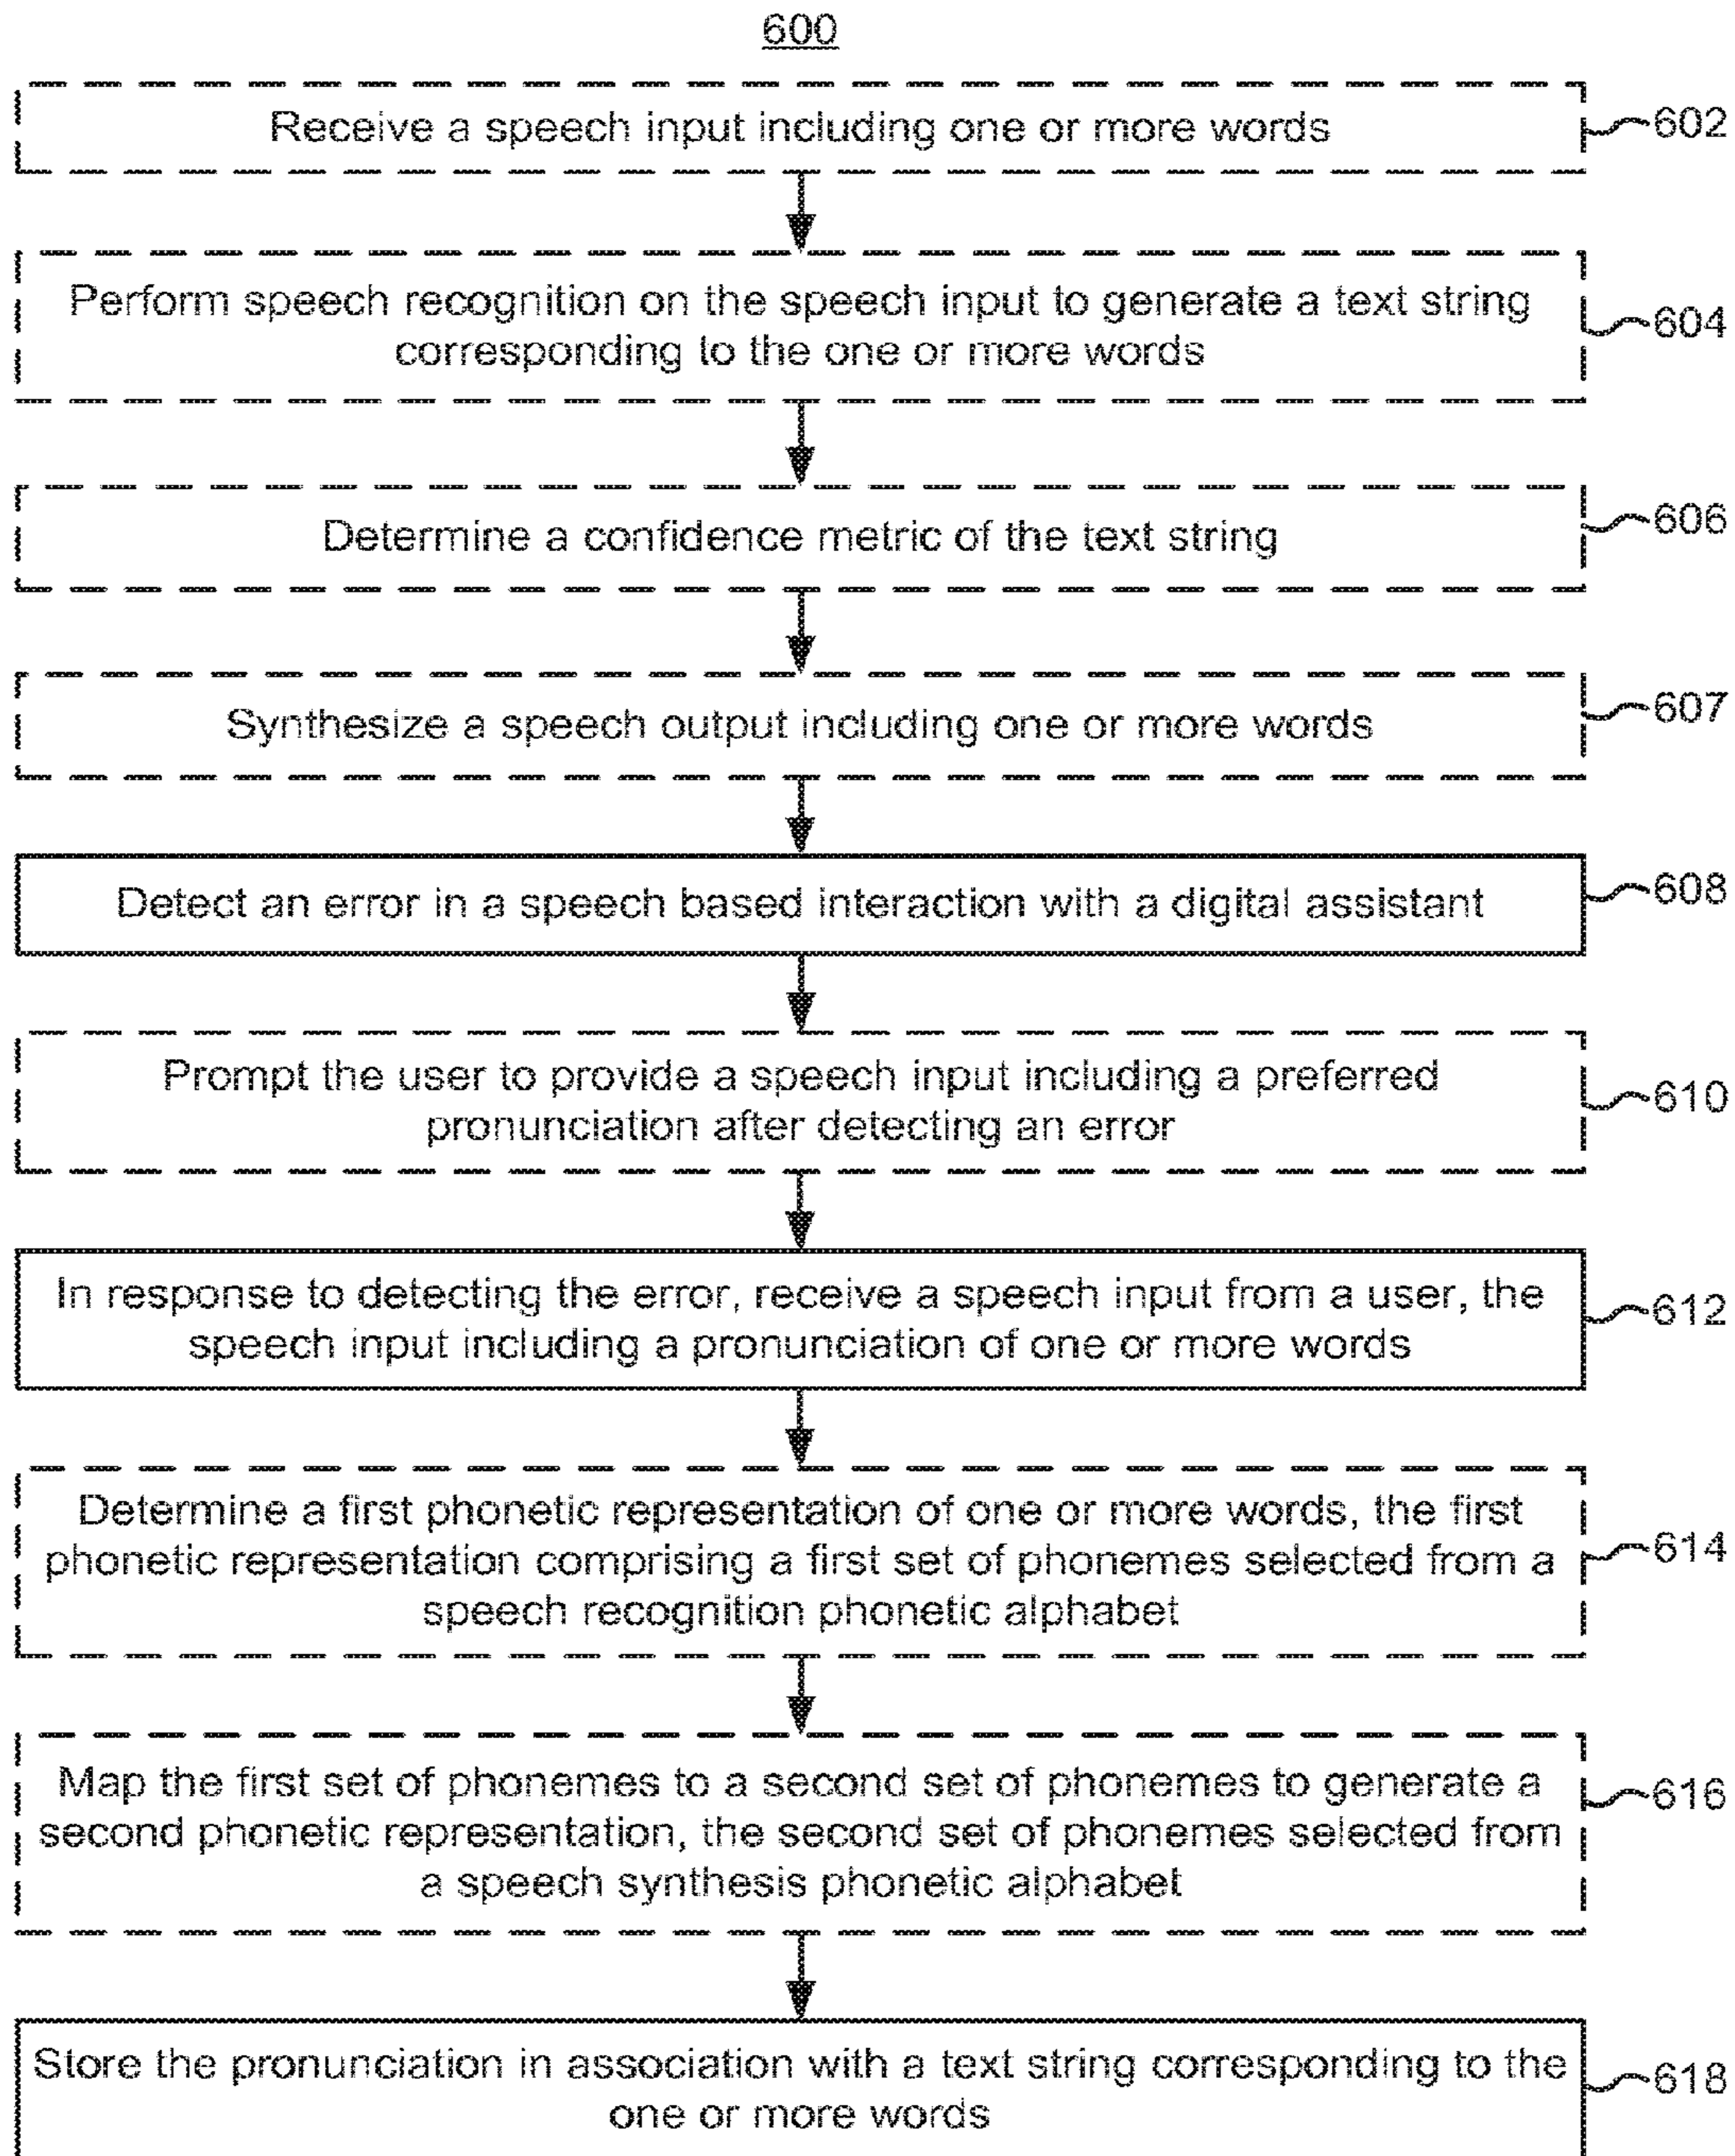 600
Receive a speech input including one or more words
602
Perform speech recognition on the speech input to generate a text string
corresponding to the one or more words
604
Determine a confidence metric of the text string
606
Synthesize a speech output including one or more words
607
Detect an error in a speech based interaction with a digital assistant
608
Prompt the user to provide a speech input including a preferred
pronunciation after detecting an error
610
In response to detecting the error, receive a speech input from a user, the
speech input including a pronunciation of one or more words
612
Determine a first phonetic representation of one or more words, the first
phonetic representation comprising a first set of phonemes selected from a
speech recognition phonetic alphabet
614
Map the first set of phonemes to a second set of phonemes to generate a
second phonetic representation, the second set of phonemes selected from
a speech synthesis phonetic alphabet
616
Store the pronunciation in association with a text string corresponding to the
one or more words
618